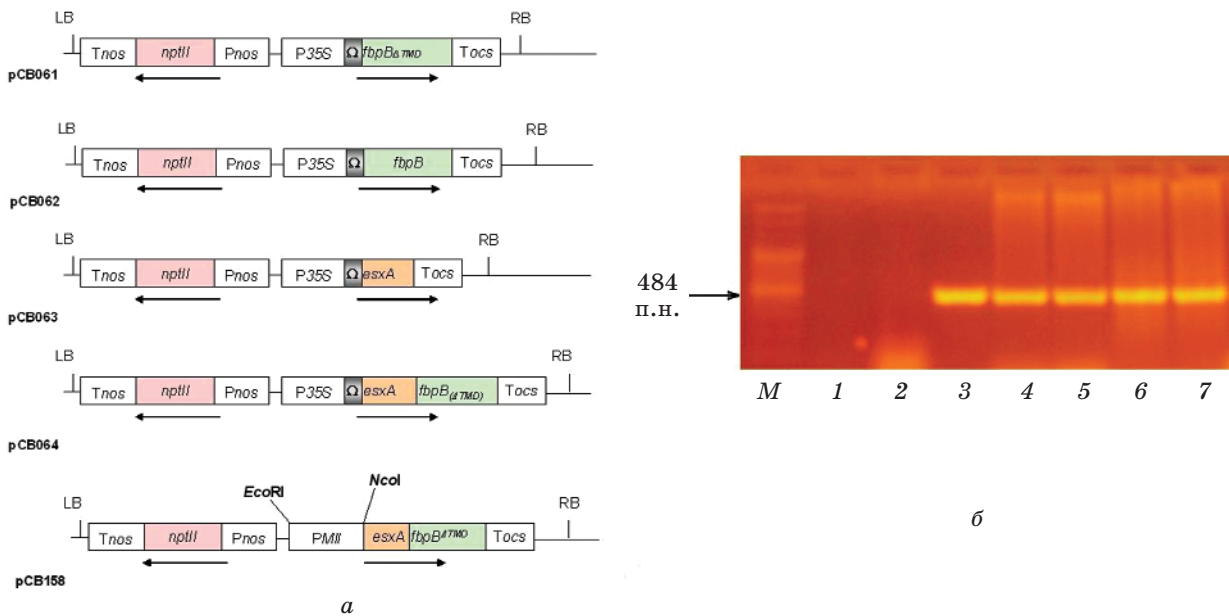 LB RB
Tnos nptII Pnos P35S Ω fbpBΔTMD Tocs
pCB061
LB RB
Tnos nptII Pnos P35S Ω fbpB Tocs
pCB062
LB RB
Tnos nptII Pnos P35S Ω esxA Tocs
pCB063
LB RB
Tnos nptII Pnos P35S Ω esxA fbpB(ΔTMD) Tocs
pCB064
EcoRI NcoI
LB RB
Tnos nptII Pnos PMII esxA fbpBΔTMD Tocs
pCB158
а
484
п.н.
M 1 2 3 4 5 6 7
б